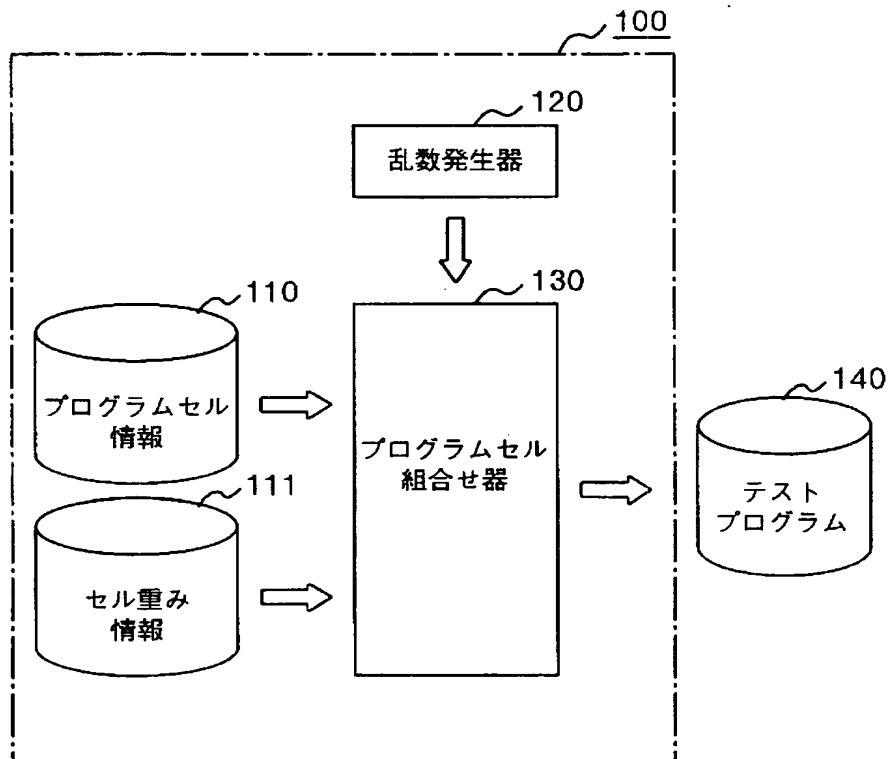 100
120
乱数発生器
110
130
プログラムセル
情報
プログラムセル
組合せ器
140
テスト
プログラム
111
セル重み
情報